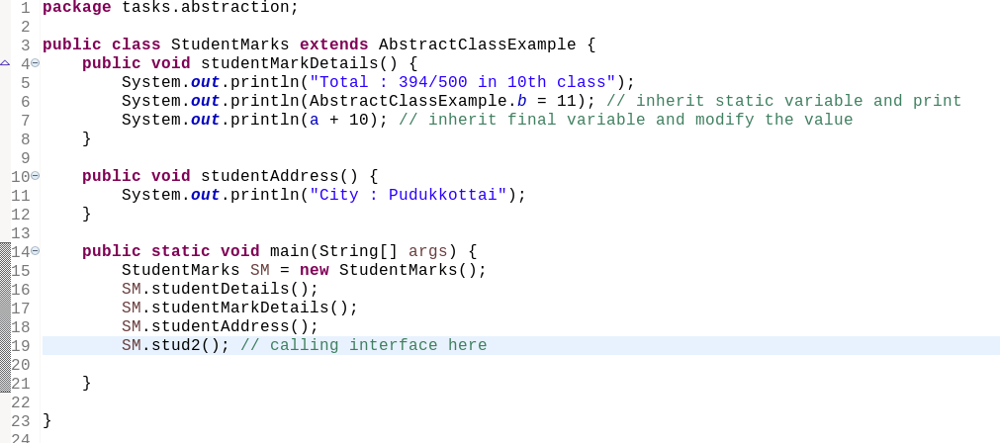 1 package tasks.abstraction;
2
3 public class StudentMarks extends AbstractClassExample {
4     public void studentMarkDetails() {
5         System.out.println("Total : 394/500 in 10th class");
6         System.out.println(AbstractClassExample.b = 11); // inherit static variable and print
7         System.out.println(a + 10); // inherit final variable and modify the value
8     }
9
10     public void studentAddress() {
11         System.out.println("City : Pudukkottai");
12     }
13
14     public static void main(String[] args) {
15         StudentMarks SM = new StudentMarks();
16         SM.studentDetails();
17         SM.studentMarkDetails();
18         SM.studentAddress();
19         SM.stud2(); // calling interface here
20
21     }
22
23 }
24